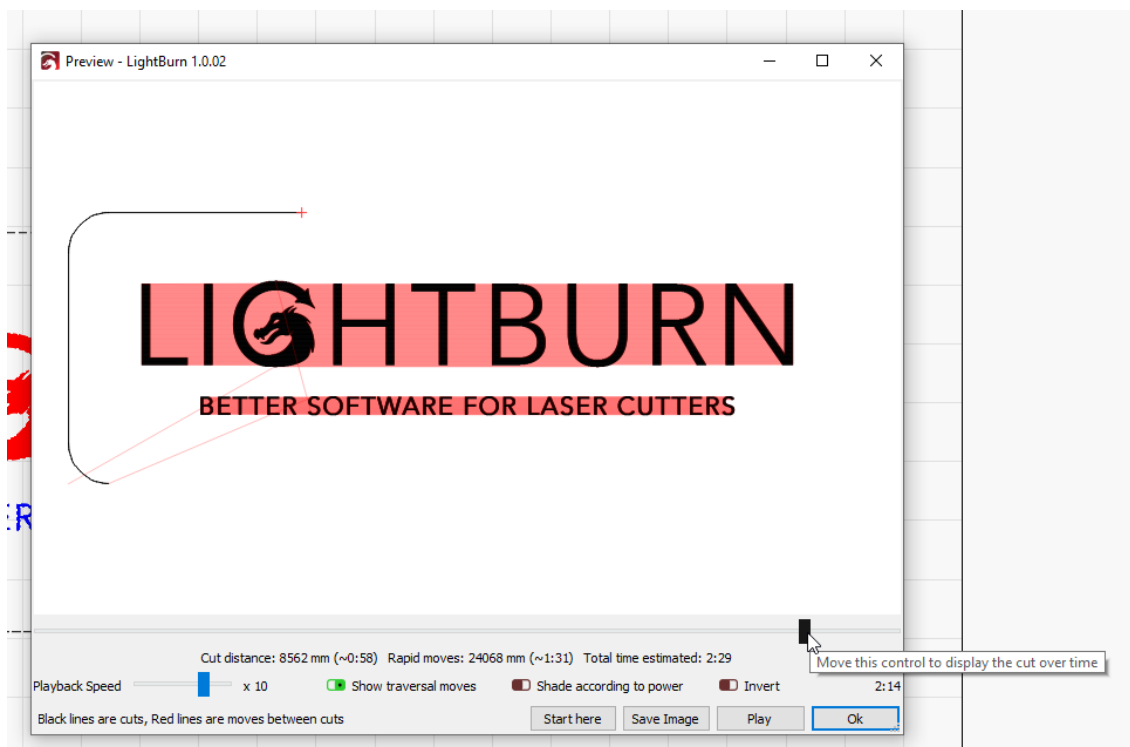 Preview - LightBurn 1.0.02
LIGHTBURN
BETTER SOFTWARE FOR LASER CUTTERS
ER
Cut distance: 8562 mm (~0:58) Rapid moves: 24068 mm (~1:31) Total time estimated: 2:29
Move this control to display the cut over time
Playback Speed x 10 Show traversal moves Shade according to power Invert 2:14
Black lines are cuts, Red lines are moves between cuts Start here Save Image Play Ok